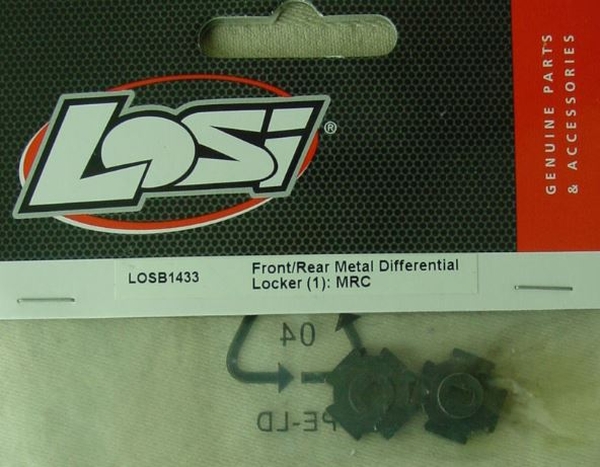 LOSI®
GENUINE PARTS
& ACCESSORIES
LOSB1433
Front/Rear Metal Differential
Locker (1): MRC
04
PE-LD